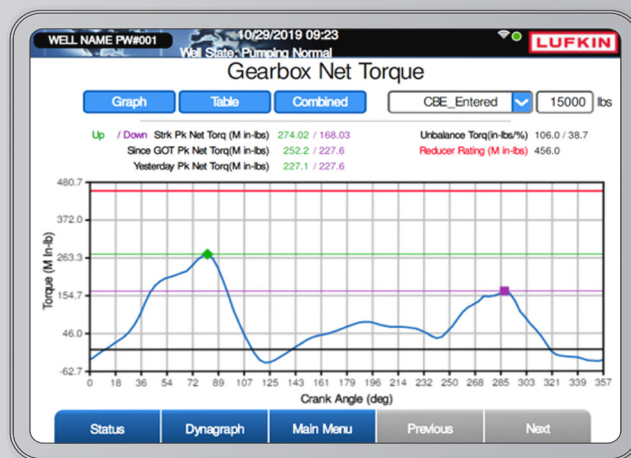 WELL NAME PW#001
10/29/2019 09:23
Well State: Pumping Normal
LUFKIN
Gearbox Net Torque
Graph Table Combined CBE_Entered 15000 lbs
Up / Down Strk Pk Net Torq (M in-lbs) 274.02 / 168.03 Unbalance Torq(in-lbs/%) 106.0 / 38.7
Since GOT Pk Net Torq(M in-lbs) 252.2 / 227.6 Reducer Rating (M in-lbs) 456.0
Yesterday Pk Net Torq(M in-lbs) 227.1 / 227.6
Torque (M In-lb)
480.7
372.0
263.3
154.7
46.0
-62.7
0 18 36 54 72 89 107 125 143 161 179 196 214 232 250 268 285 303 321 339 357
Crank Angle (deg)
Status Dynagraph Main Menu Previous Next